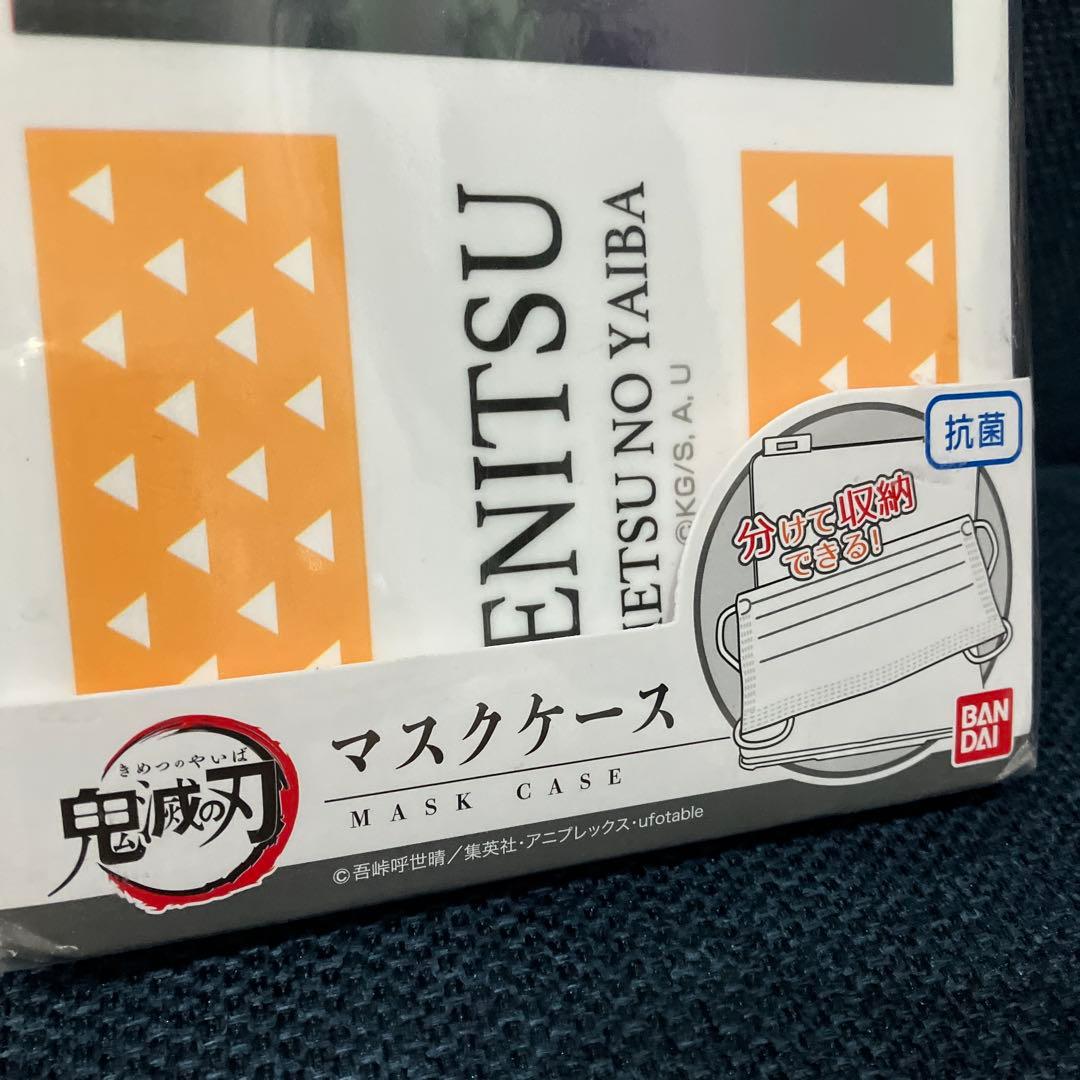 ENITSU
METSU NO YAIBA
©KG/S, A, U
抗菌
分けて収納
できる!
きめつのやいば
鬼滅の刃
マスクケース
MASK CASE
BAN
DAI
©吾峠呼世晴/集英社・アニプレックス・ufotable